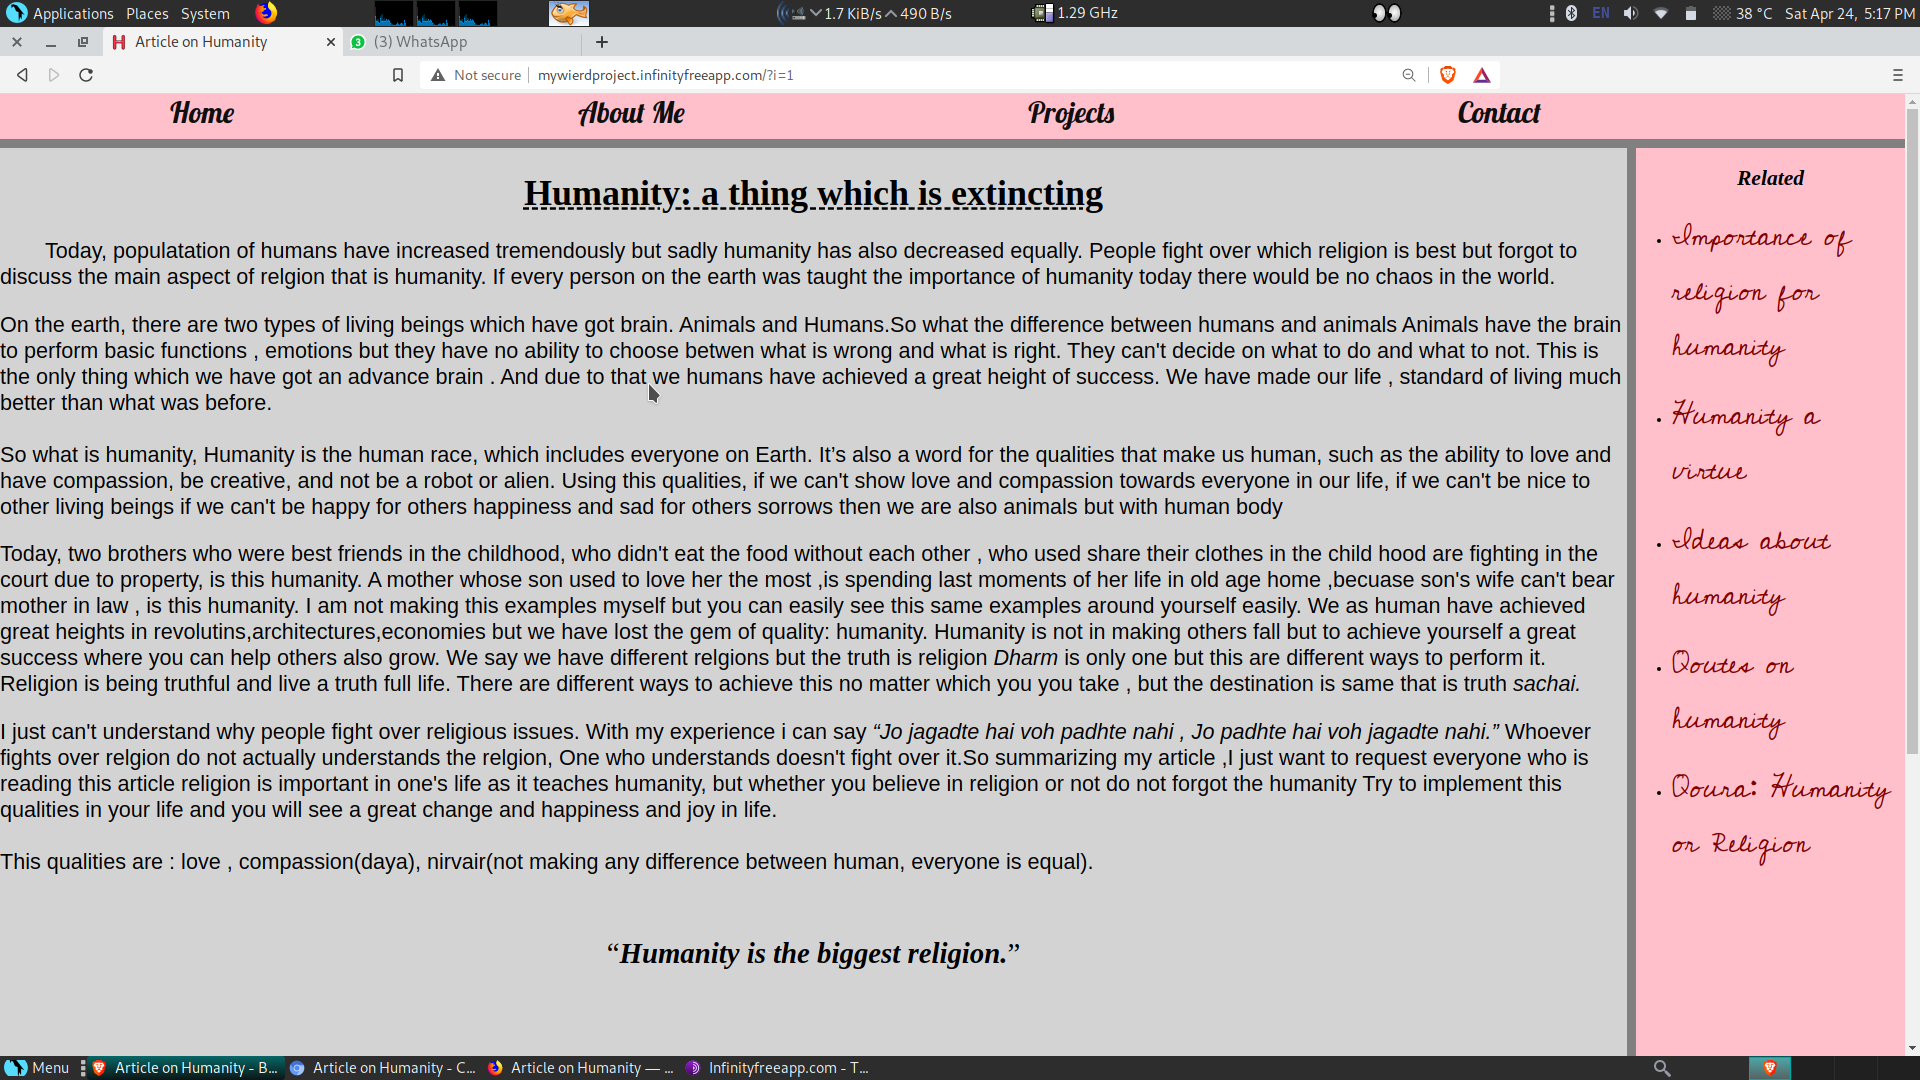 Applications Places System 1.7 KiB/s 490 B/s 1.29 GHz EN 38 °C Sat Apr 24, 5:17 PM
Article on Humanity (3) WhatsApp
Not secure mywierdproject.infinityfreeapp.com/?i=1
Home About Me Projects Contact
Humanity: a thing which is extincting
Today, populatation of humans have increased tremendously but sadly humanity has also decreased equally. People fight over which religion is best but forgot to
discuss the main aspect of relgion that is humanity. If every person on the earth was taught the importance of humanity today there would be no chaos in the world.
On the earth, there are two types of living beings which have got brain. Animals and Humans.So what the difference between humans and animals Animals have the brain
to perform basic functions , emotions but they have no ability to choose betwen what is wrong and what is right. They can't decide on what to do and what to not. This is
the only thing which we have got an advance brain . And due to that we humans have achieved a great height of success. We have made our life , standard of living much
better than what was before.
So what is humanity, Humanity is the human race, which includes everyone on Earth. It’s also a word for the qualities that make us human, such as the ability to love and
have compassion, be creative, and not be a robot or alien. Using this qualities, if we can't show love and compassion towards everyone in our life, if we can't be nice to
other living beings if we can't be happy for others happiness and sad for others sorrows then we are also animals but with human body
Today, two brothers who were best friends in the childhood, who didn't eat the food without each other , who used share their clothes in the child hood are fighting in the
court due to property, is this humanity. A mother whose son used to love her the most ,is spending last moments of her life in old age home ,becuase son's wife can't bear
mother in law , is this humanity. I am not making this examples myself but you can easily see this same examples around yourself easily. We as human have achieved
great heights in revolutins,architectures,economies but we have lost the gem of quality: humanity. Humanity is not in making others fall but to achieve yourself a great
success where you can help others also grow. We say we have different relgions but the truth is religion Dharm is only one but this are different ways to perform it.
Religion is being truthful and live a truth full life. There are different ways to achieve this no matter which you you take , but the destination is same that is truth sachai.
I just can't understand why people fight over religious issues. With my experience i can say “Jo jagadte hai voh padhte nahi , Jo padhte hai voh jagadte nahi.” Whoever
fights over relgion do not actually understands the relgion, One who understands doesn't fight over it.So summarizing my article ,I just want to request everyone who is
reading this article religion is important in one's life as it teaches humanity, but whether you believe in religion or not do not forgot the humanity Try to implement this
qualities in your life and you will see a great change and happiness and joy in life.
This qualities are : love , compassion(daya), nirvair(not making any difference between human, everyone is equal).
“Humanity is the biggest religion.”
Related
Importance of
religion for
humanity
Humanity a
virtue
Ideas about
humanity
Qoutes on
humanity
Qoura: Humanity
or Religion
Menu Article on Humanity - B... Article on Humanity - C... Article on Humanity — ... Infinityfreeapp.com - T...